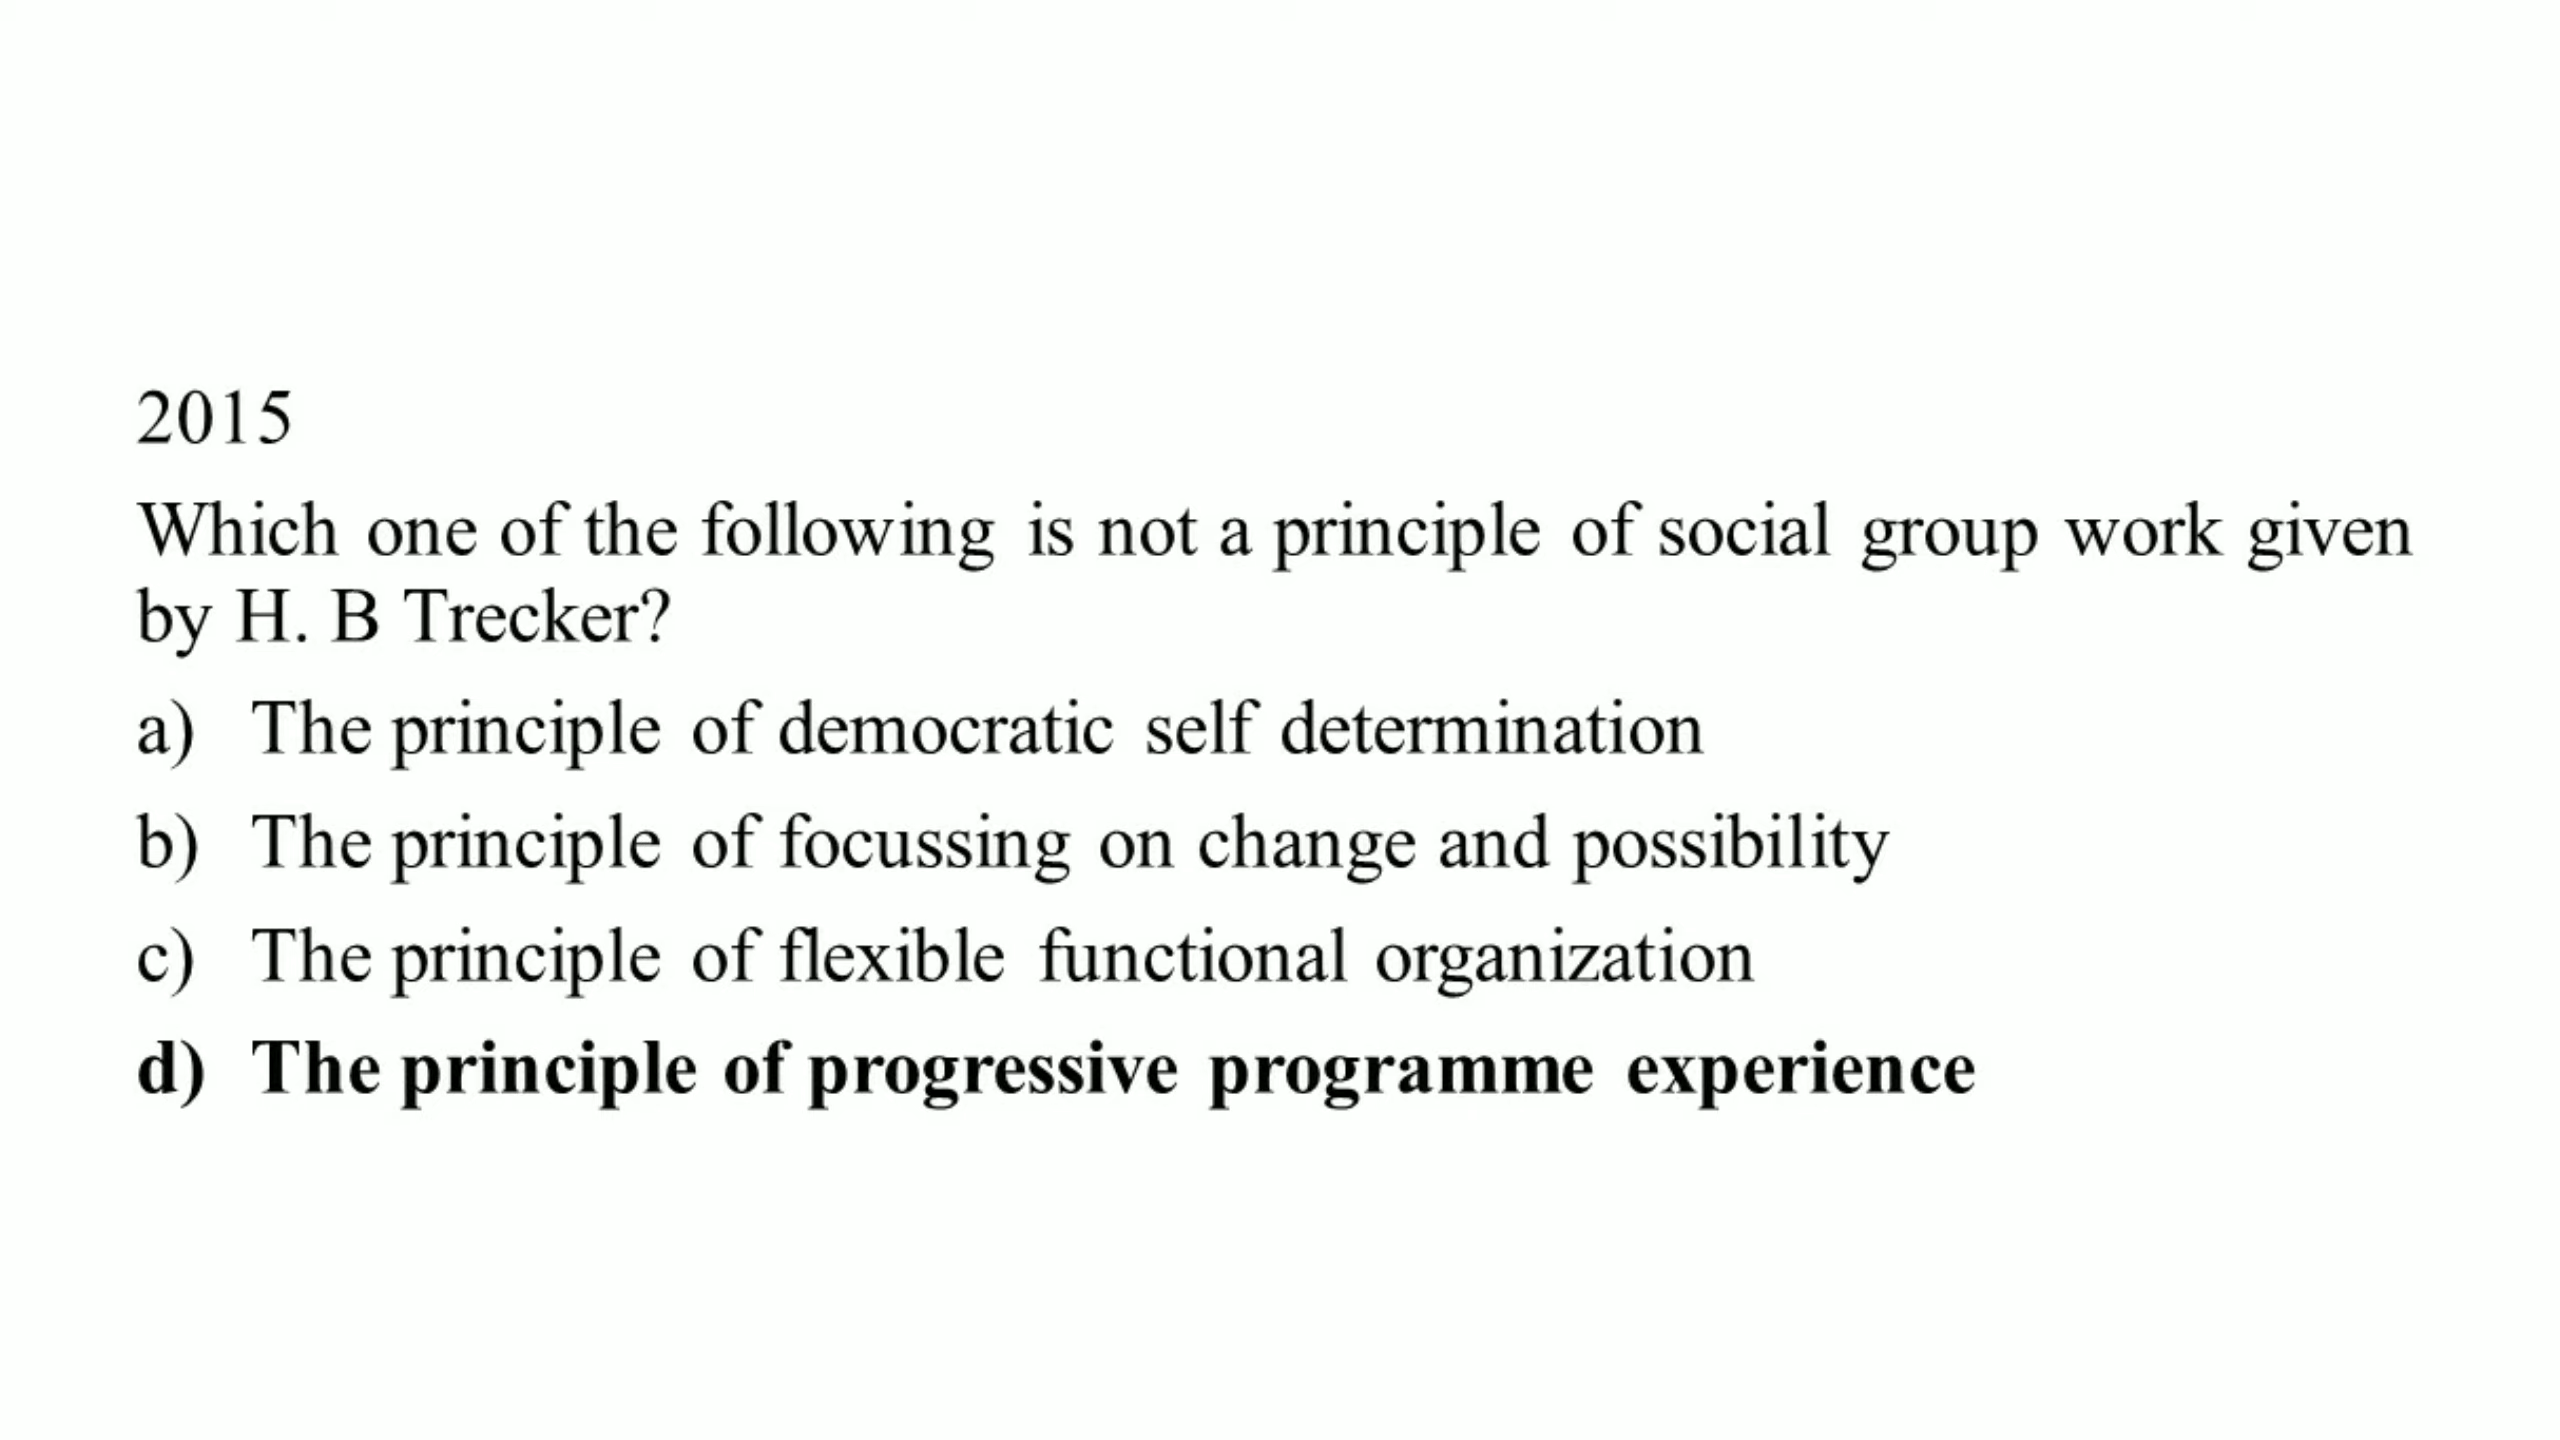 2015
Which one of the following is not a principle of social group work given
by H. B Trecker?
a) The principle of democratic self determination
b) The principle of focussing on change and possibility
c) The principle of flexible functional organization
d) The principle of progressive programme experience